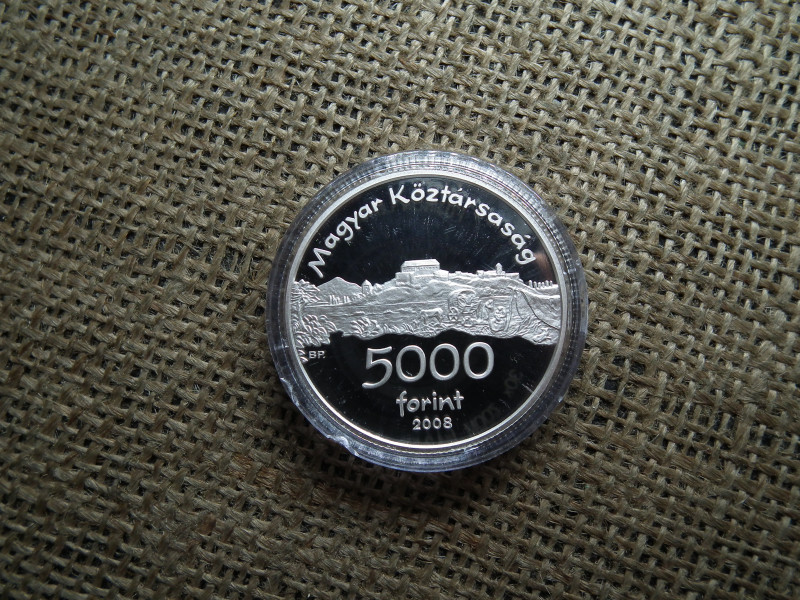 Magyar Köztársaság
BP.
5000
forint
2008